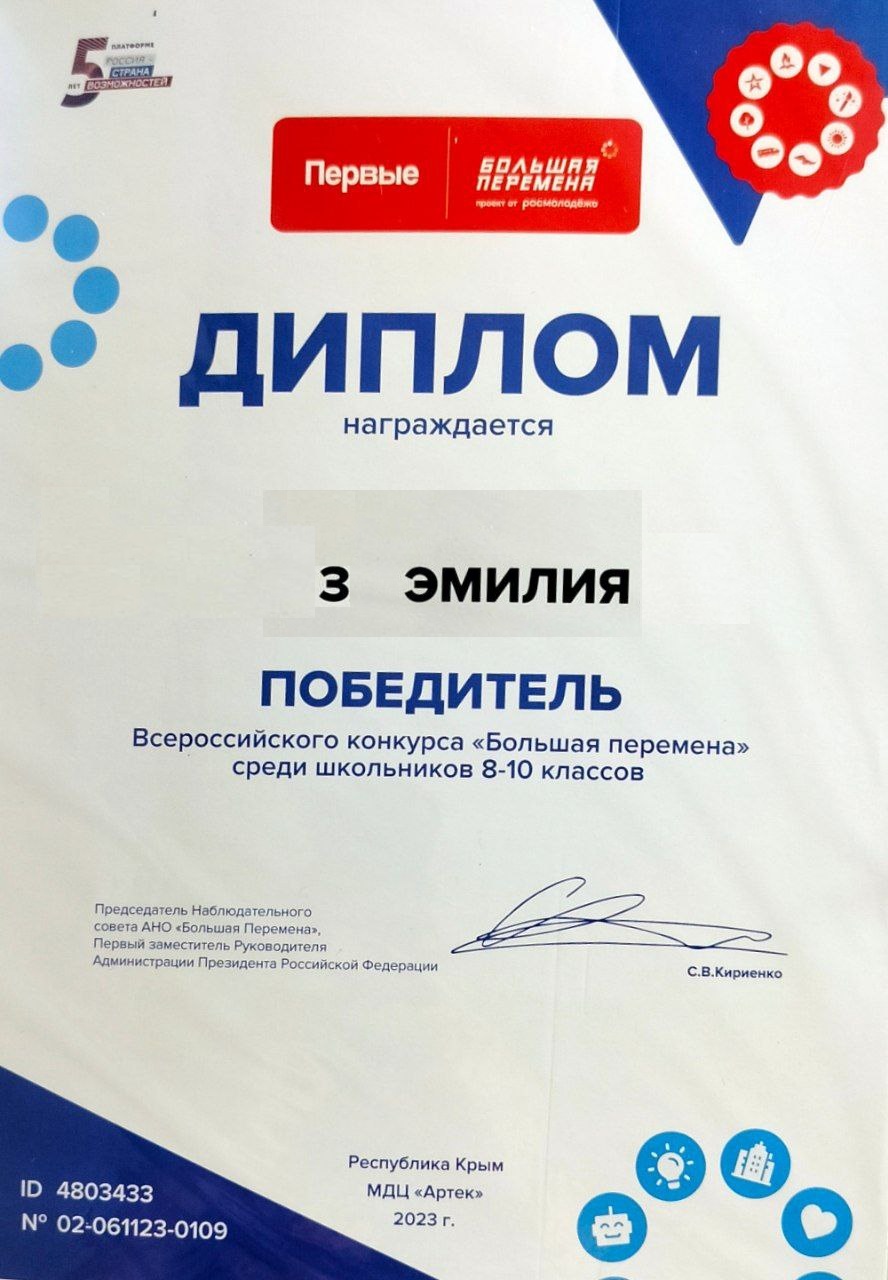 5 ЛЕТ
ПЛАТФОРМЕ
РОССИЯ –
СТРАНА
ВОЗМОЖНОСТЕЙ
Первые
БОЛЬШАЯ
ПЕРЕМЕНА
проект от росмолодёжь
ДИПЛОМ
награждается
З ЭМИЛИЯ
ПОБЕДИТЕЛЬ
Всероссийского конкурса «Большая перемена»
среди школьников 8-10 классов
Председатель Наблюдательного
совета АНО «Большая Перемена»,
Первый заместитель Руководителя
Администрации Президента Российской Федерации
С.В.Кириенко
ID 4803433
№ 02-061123-0109
Республика Крым
МДЦ «Артек»
2023 г.